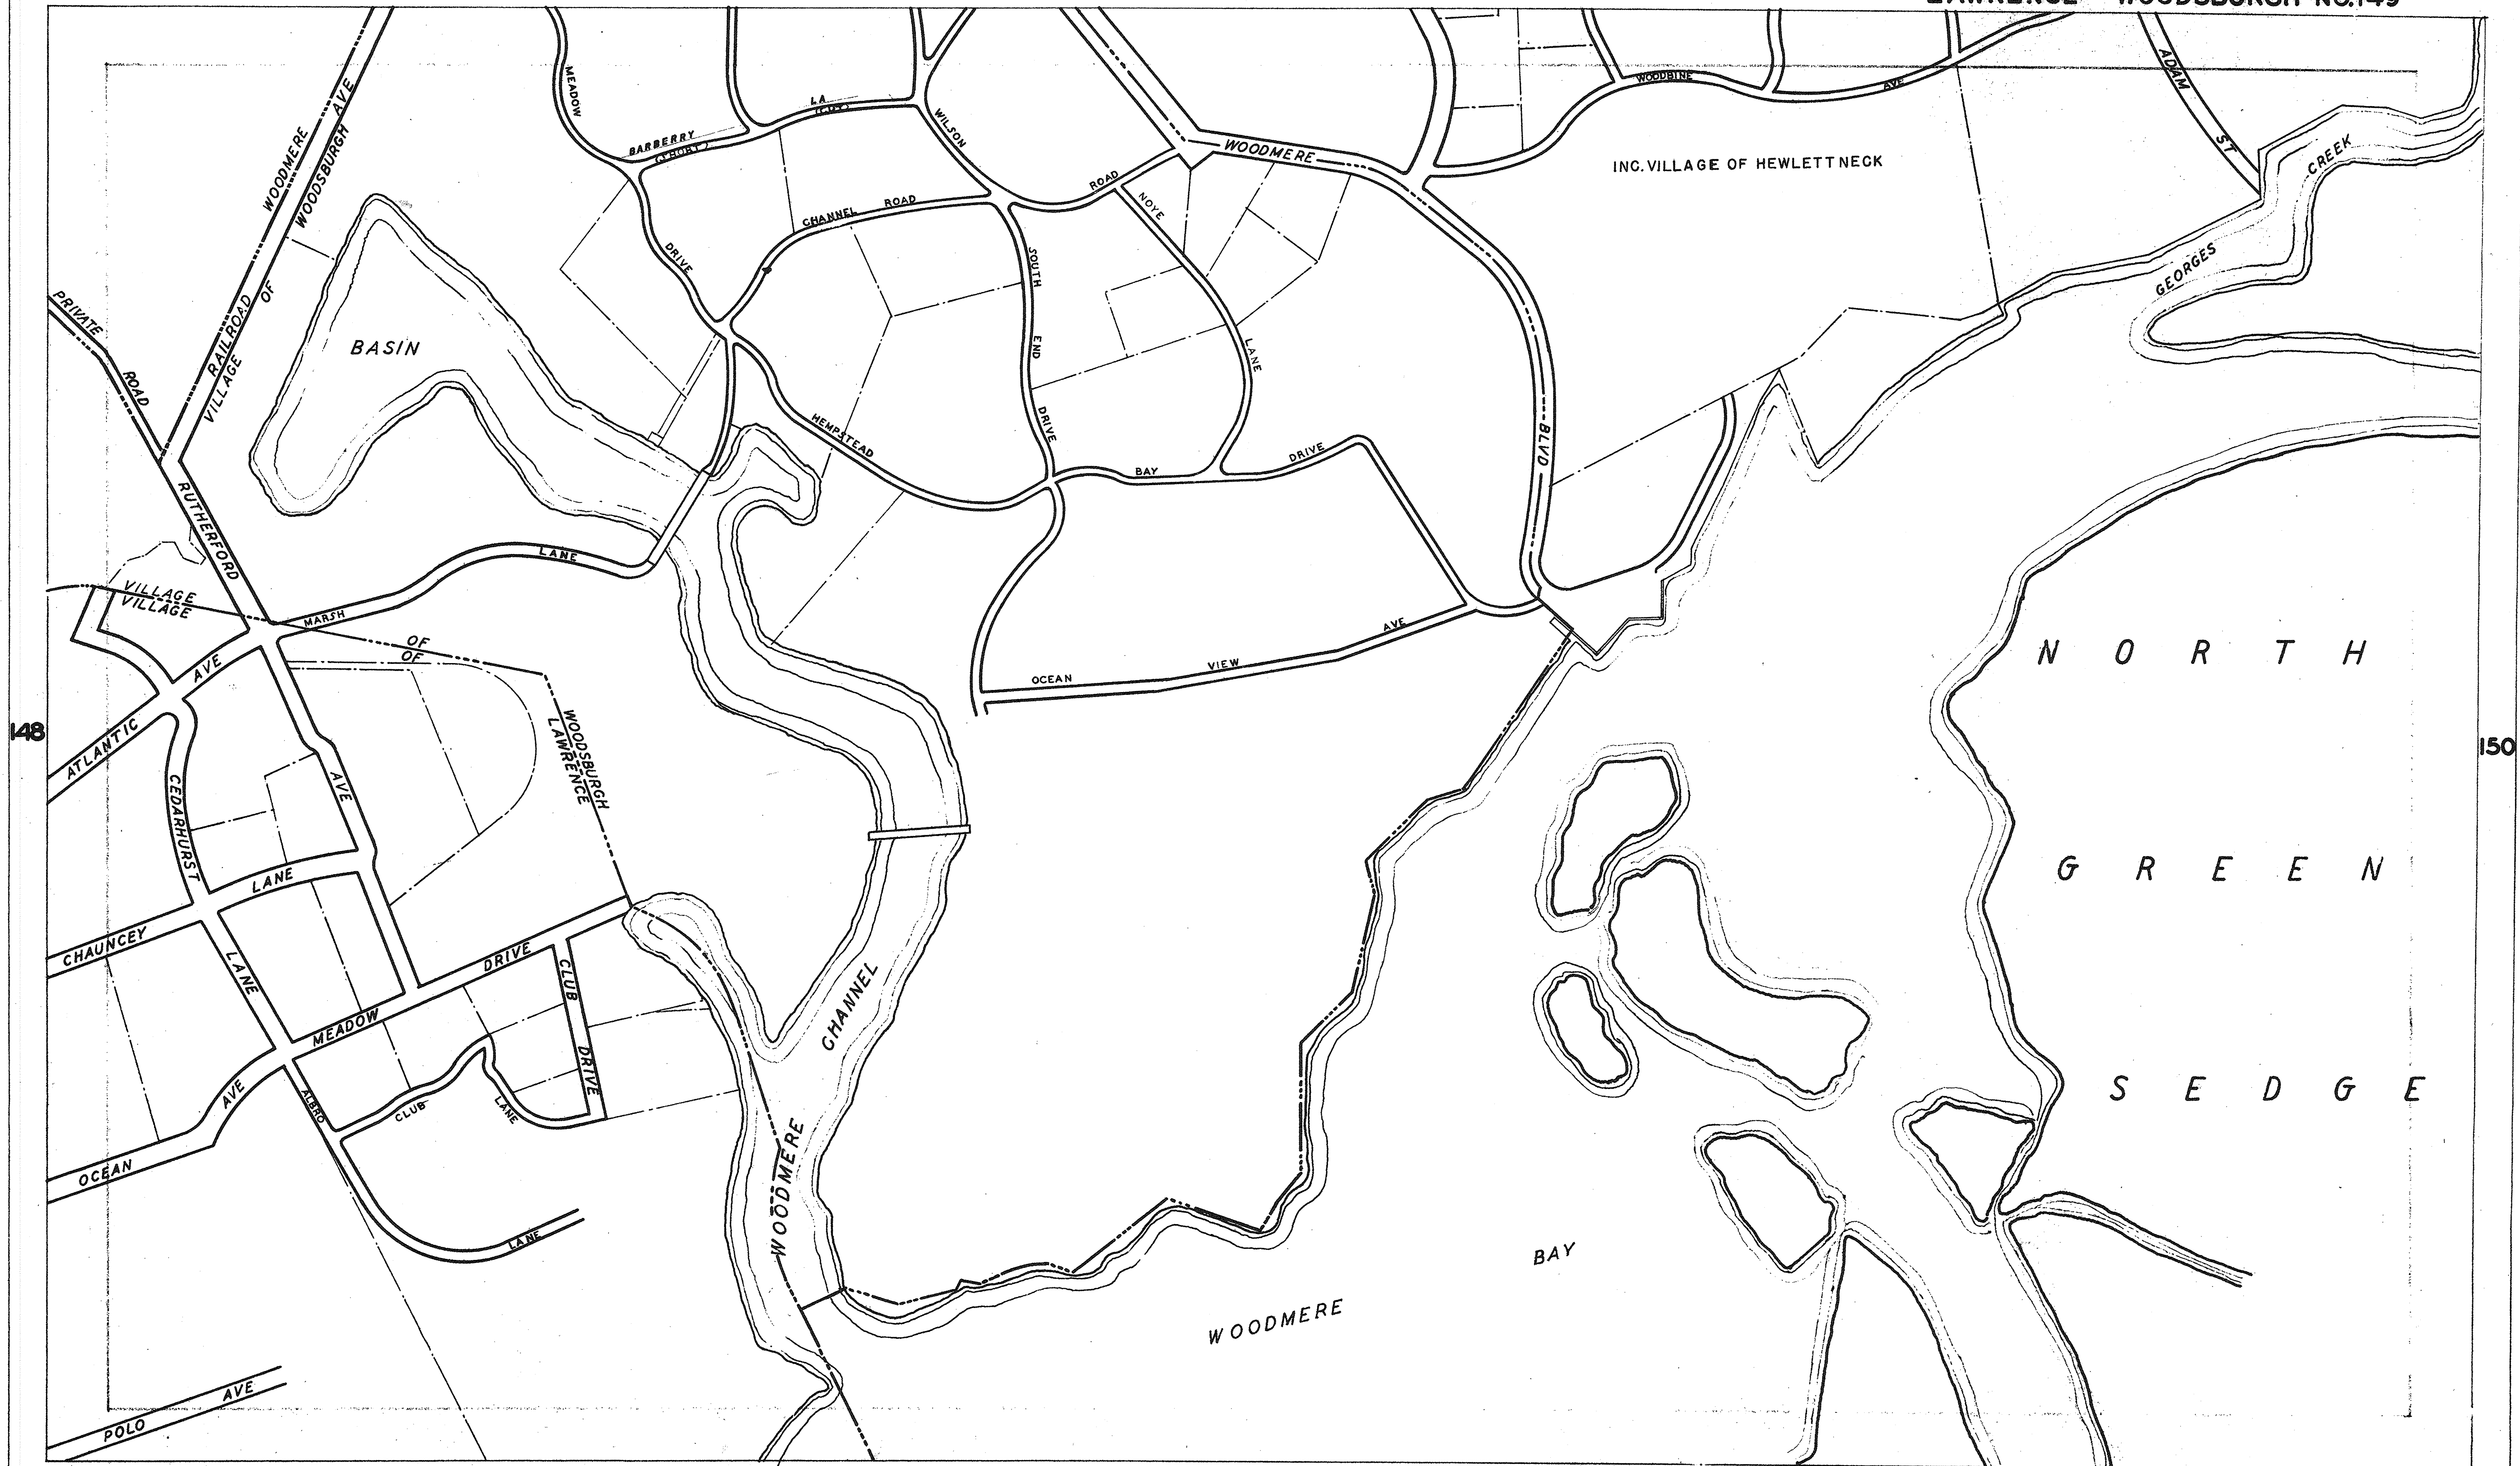 LAWRENCE - WOODSBURGH NO.149
WOODMERE
WOODSBURGH AVE
RAILROAD
VILLAGE OF
PRIVATE ROAD
MEADOW DRIVE
BARBERRY
(SHORT)
LA
WILSON
CHANNEL ROAD
ROAD
NOYE LANE
SOUTH END DRIVE
WOODMERE BLVD
WOODBINE AVE
ADAM ST
INC. VILLAGE OF HEWLETT NECK
GEORGES CREEK
BASIN
HEMPSTEAD
BAY DRIVE
RUTHERFORD AVE
MARSH LANE
VILLAGE OF WOODSBURGH
VILLAGE OF LAWRENCE
OCEAN VIEW AVE
148
150
ATLANTIC AVE
CEDARHURST LANE
CHAUNCEY LANE
MEADOW DRIVE
CLUB DRIVE
CLUB LANE
ALBRO LANE
OCEAN AVE
POLO AVE
WOODMERE CHANNEL
WOODMERE BAY
NORTH
GREEN
SEDGE